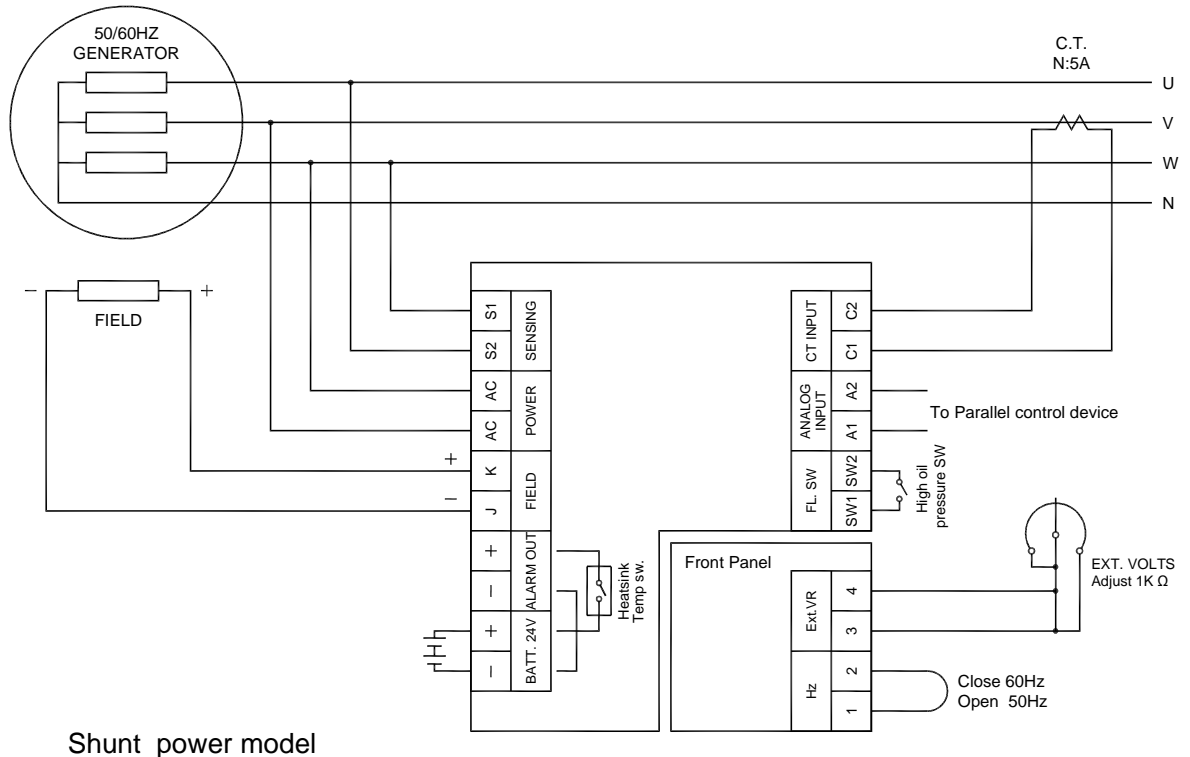 50/60HZ
GENERATOR
C.T.
N:5A
U
V
W
N
− +
FIELD
S1
S2
SENSING
AC
AC
POWER
+
−
K
J
FIELD
+
−
ALARM OUT
+
−
BATT. 24V
Heatsink
Temp sw.
CT INPUT
C2
C1
ANALOG
INPUT
A2
A1
To Parallel control device
FL. SW
SW2
SW1
High oil
pressure SW
Front Panel
Ext.VR
4
3
Hz
2
1
EXT. VOLTS
Adjust 1K Ω
Close 60Hz
Open 50Hz
Shunt power model